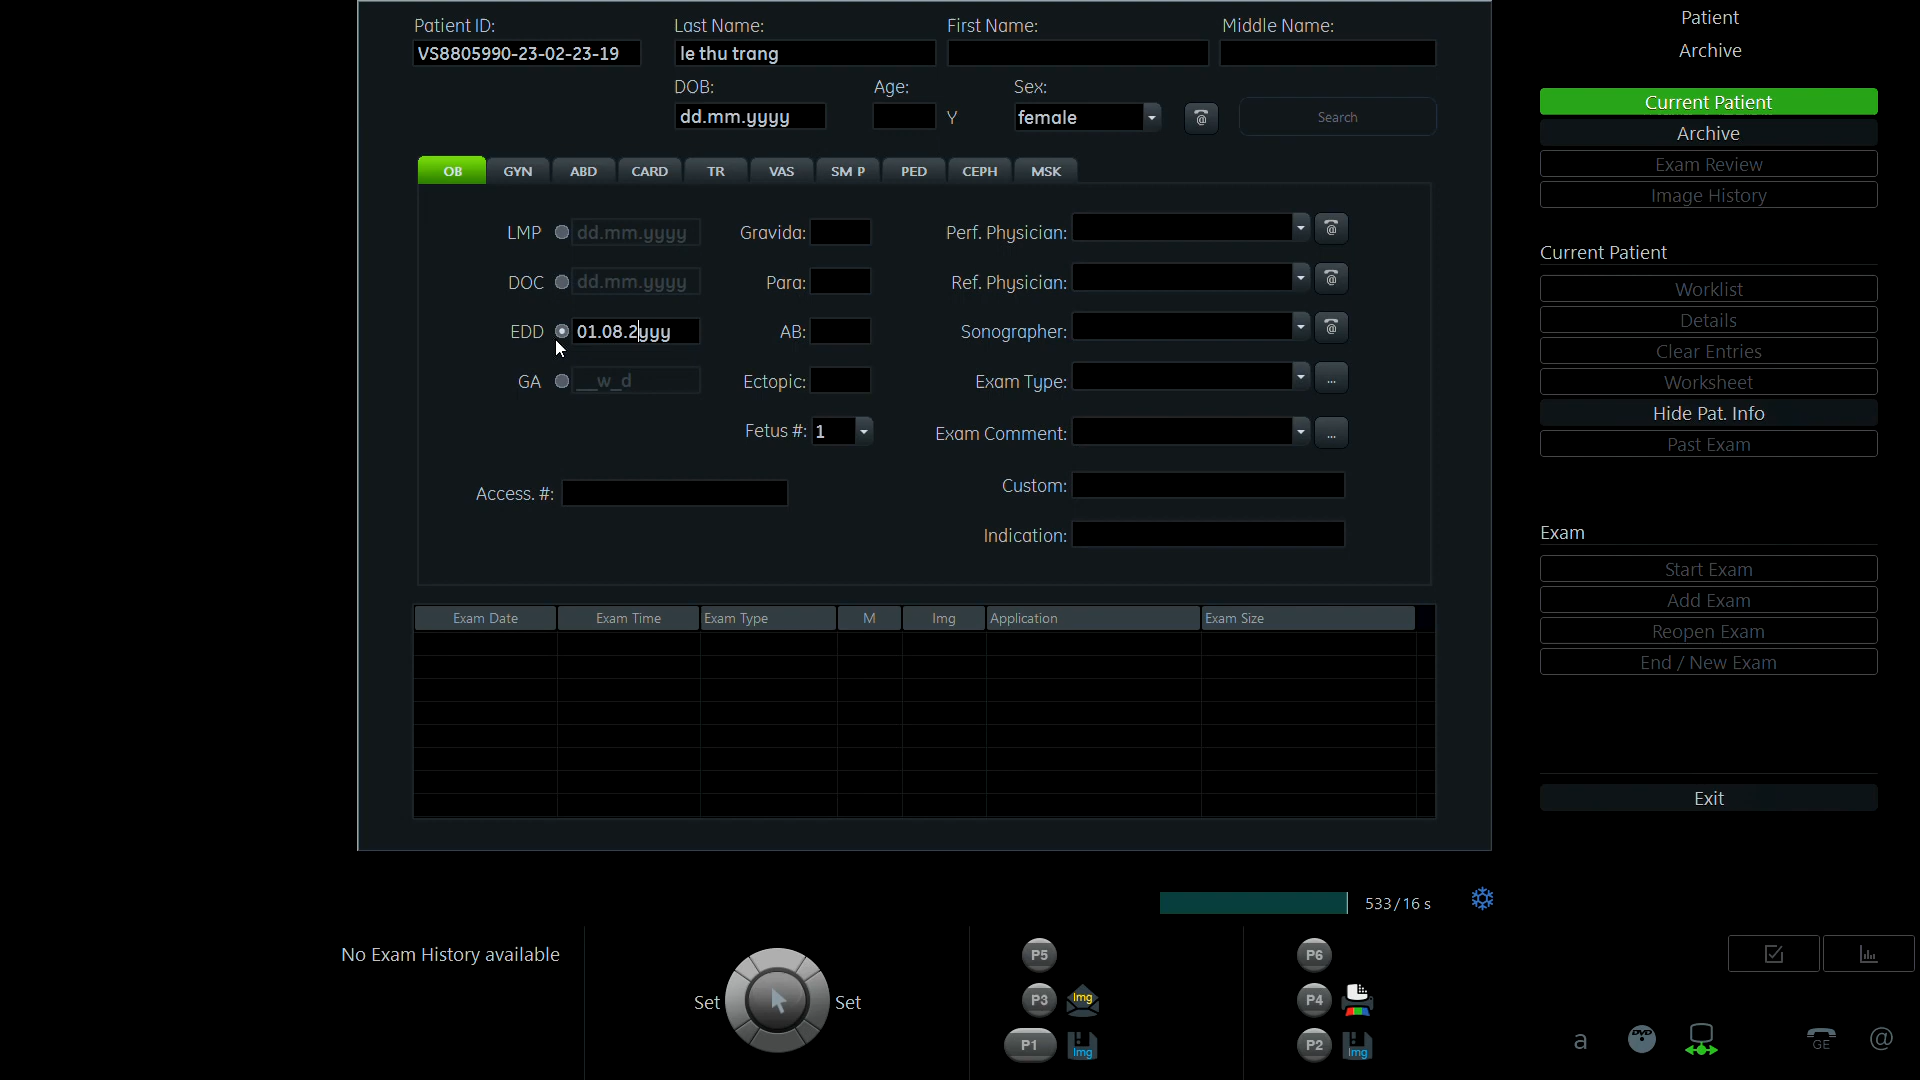 Patient ID: Last Name: First Name: Middle Name:
VS8805990-23-02-23-19 le thu trang
DOB: Age: Sex:
dd.mm.yyyy Y female @ Search
OB GYN ABD CARD TR VAS SM P PED CEPH MSK
LMP dd.mm.yyyy Gravida: Perf. Physician: @
DOC dd.mm.yyyy Para: Ref. Physician: @
EDD 01.08.2yyy AB: Sonographer: @
GA __w_d Ectopic: Exam Type: ...
Fetus #: 1 Exam Comment: ...
Access. #: Custom:
Indication:
Exam Date Exam Time Exam Type M Img Application Exam Size
Patient
Archive
Current Patient
Archive
Exam Review
Image History
Current Patient
Worklist
Details
Clear Entries
Worksheet
Hide Pat. Info
Past Exam
Exam
Start Exam
Add Exam
Reopen Exam
End / New Exam
Exit
533/16 s
No Exam History available
Set Set
P5 P6
P3 Img P4
P1 Img P2 Img
a DVD GE @